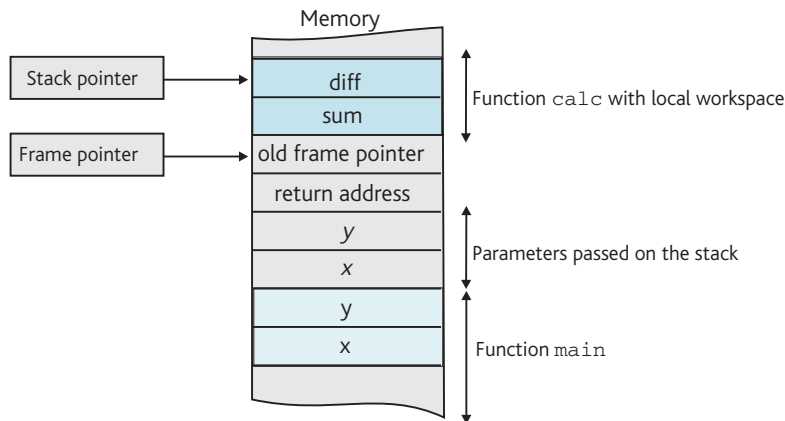 Memory
Stack pointer
diff
Function calc with local workspace
sum
Frame pointer
old frame pointer
return address
y
Parameters passed on the stack
x
y
x
Function main